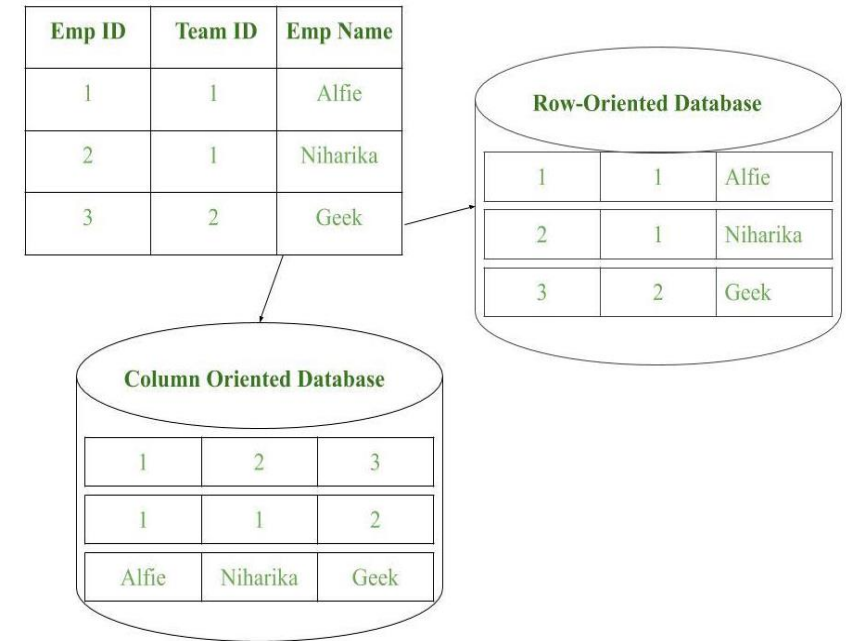 Emp ID Team ID Emp Name
1 1 Alfie
2 1 Niharika
3 2 Geek
Row-Oriented Database
1 1 Alfie
2 1 Niharika
3 2 Geek
Column Oriented Database
1 2 3
1 1 2
Alfie Niharika Geek